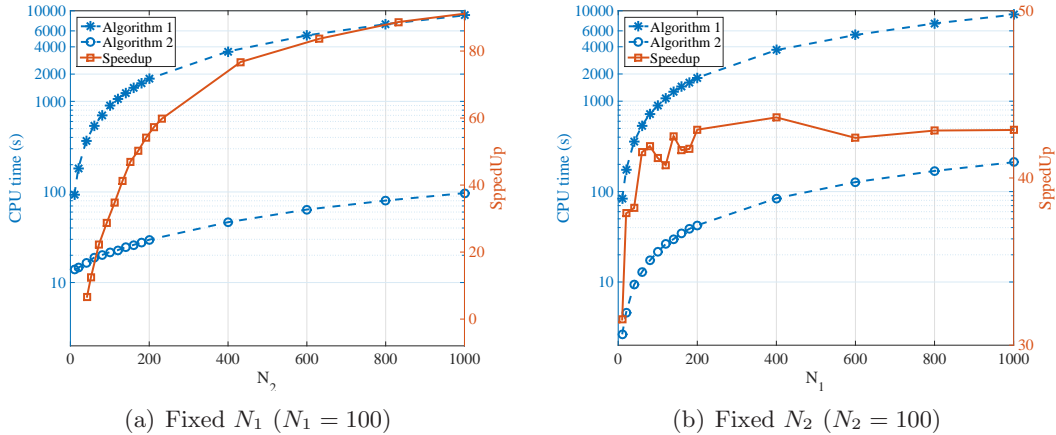 10000
6000
4000
2000
1000
100
10
CPU time (s)
Algorithm 1
Algorithm 2
Speedup
80
60
40
20
0
SppedUp
0 200 400 600 800 1000
N2
(a) Fixed N1 (N1 = 100)
10000
6000
4000
2000
1000
100
10
CPU time (s)
Algorithm 1
Algorithm 2
Speedup
50
40
30
SppedUp
0 200 400 600 800 1000
N1
(b) Fixed N2 (N2 = 100)